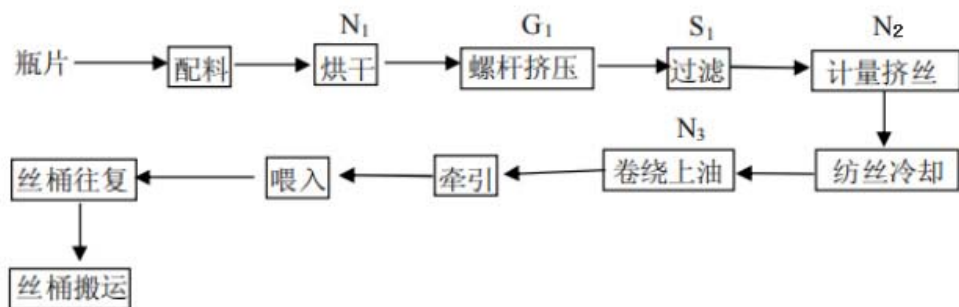 N₁ G₁ S₁ N₂
瓶片 配料 烘干 螺杆挤压 过滤 计量挤丝
N₃
丝桶往复 喂入 牵引 卷绕上油 纺丝冷却
丝桶搬运